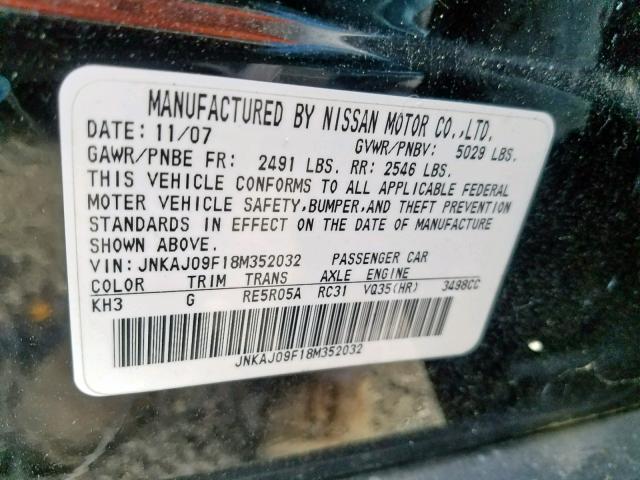 MANUFACTURED BY NISSAN MOTOR CO.,LTD.
DATE: 11/07 GVWR/PNBV: 5029 LBS.
GAWR/PNBE FR: 2491 LBS. RR: 2546 LBS.
THIS VEHICLE CONFORMS TO ALL APPLICABLE FEDERAL
MOTOR VEHICLE SAFETY,BUMPER,AND THEFT PREVENTION
STANDARDS IN EFFECT ON THE DATE OF MANUFACTURE
SHOWN ABOVE.
VIN:JNKAJ09F18M352032 PASSENGER CAR
COLOR TRIM TRANS AXLE ENGINE
KH3 G RE5R05A RC31 VQ35(HR) 3498CC
JNKAJ09F18M352032